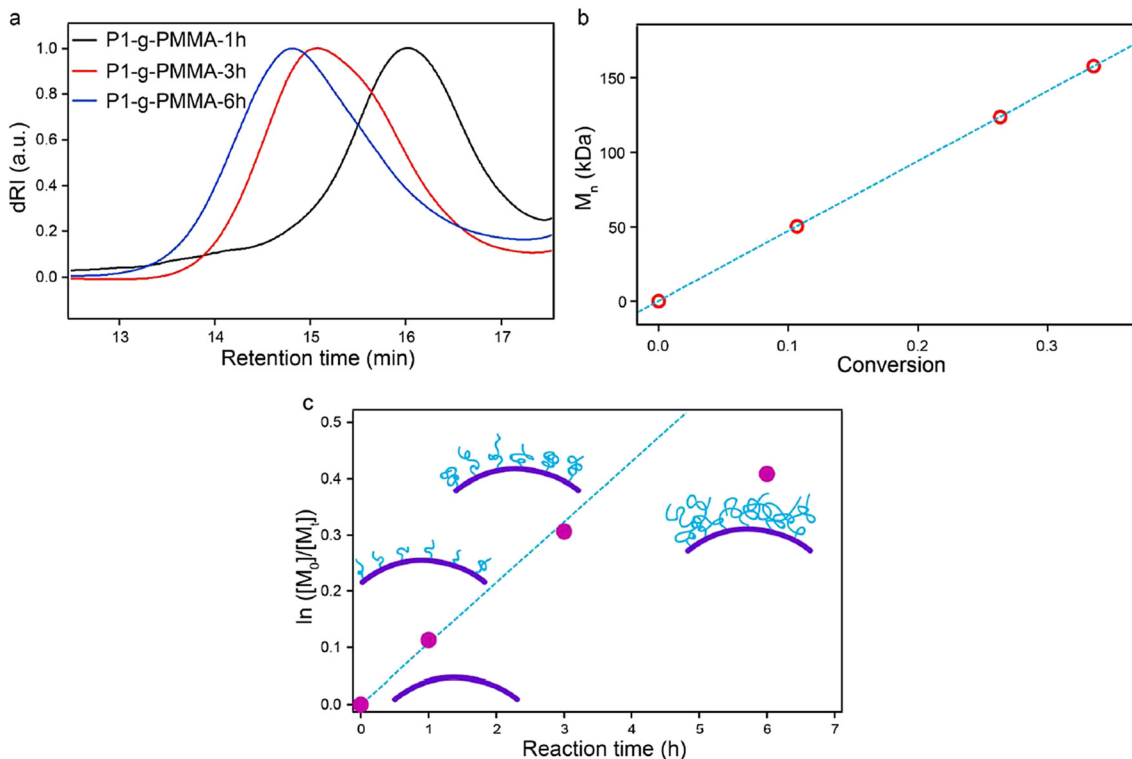 a
P1-g-PMMA-1h
P1-g-PMMA-3h
P1-g-PMMA-6h
dRI (a.u.)
1.0
0.8
0.6
0.4
0.2
0.0
13 14 15 16 17
Retention time (min)
b
Mn (kDa)
150
100
50
0
0.0 0.1 0.2 0.3
Conversion
c
ln ([M0]/[Mt])
0.5
0.4
0.3
0.2
0.1
0.0
0 1 2 3 4 5 6 7
Reaction time (h)